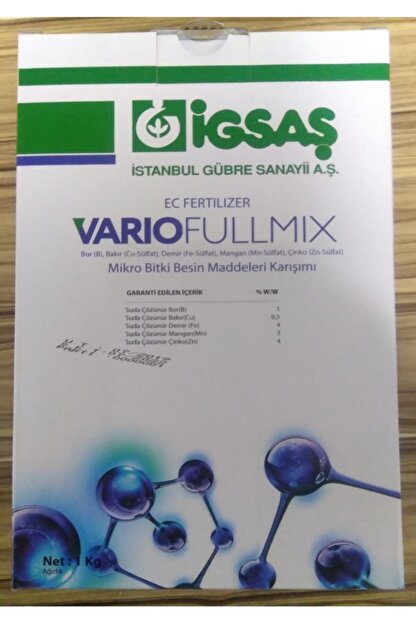 İGSAŞ
İSTANBUL GÜBRE SANAYİİ A.Ş.
EC FERTILIZER
VARIOFULLMIX
Bor (B), Bakır (Cu-Sülfat), Demir (Fe-Sülfat), Mangan (Mn-Sülfat), Çinko (Zn-Sülfat)
Mikro Bitki Besin Maddeleri Karışımı
GARANTİ EDİLEN İÇERİK % W/W
Suda Çözünür Bor(B) 1
Suda Çözünür Bakır(Cu) 0,5
Suda Çözünür Demir (Fe) 4
Suda Çözünür Mangan(Mn) 3
Suda Çözünür Çinko(Zn) 4
Net : 1 Kg
Ağırlık